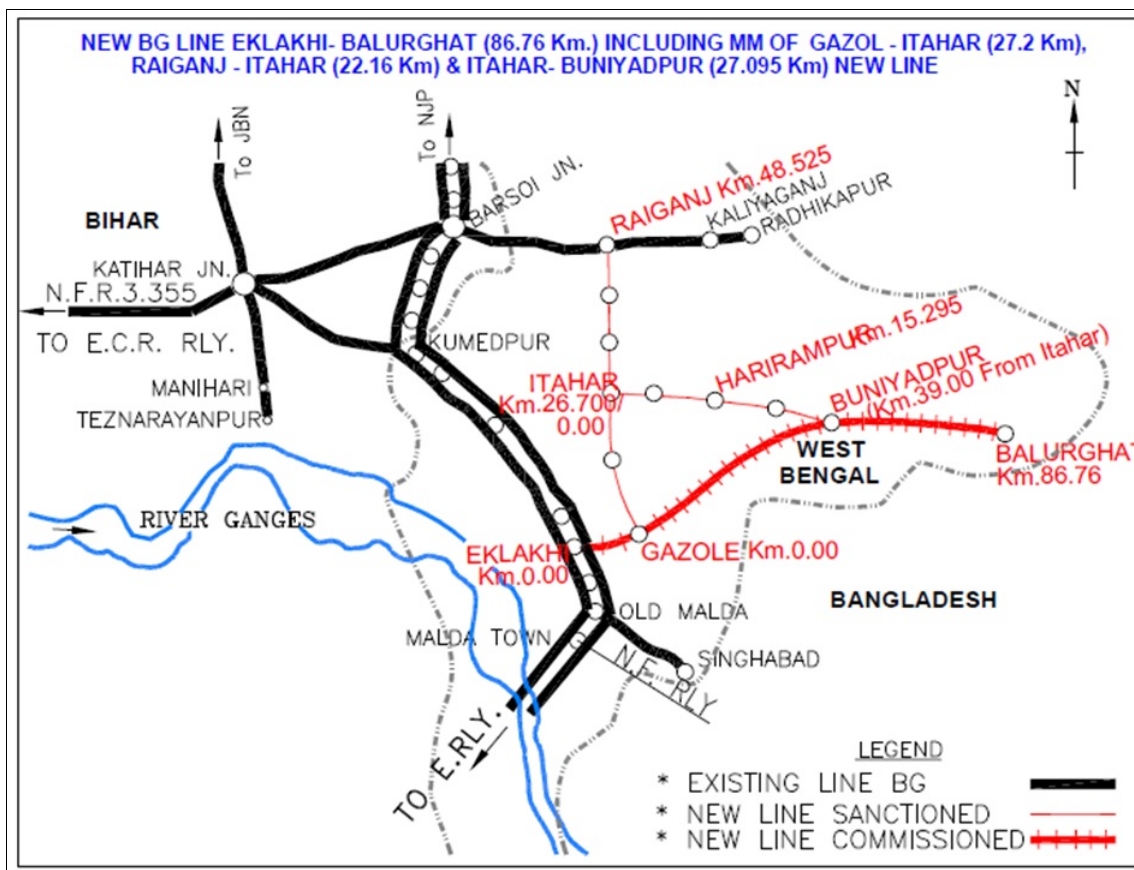 NEW BG LINE EKLAKHI- BALURGHAT (86.76 Km.) INCLUDING MM OF GAZOL - ITAHAR (27.2 Km),
RAIGANJ - ITAHAR (22.16 Km) & ITAHAR- BUNIYADPUR (27.095 Km) NEW LINE
N
To JBN
To NJP
BARSOI JN.
RAIGANJ Km.48.525
KALIYAGANJ
RADHIKAPUR
BIHAR
KATIHAR JN.
N.F.R.3.355
TO E.C.R. RLY.
KUMEDPUR
MANIHARI
TEZNARAYANPUR
ITAHAR
Km.26.700/
0.00
HARIRAMPUR
Km.15.295
BUNIYADPUR
(Km.39.00 From Itahar)
WEST
BENGAL
BALURGHAT
Km.86.76
RIVER GANGES
EKLAKHI
Km.0.00
GAZOLE Km.0.00
BANGLADESH
OLD MALDA
MALDA TOWN
SINGHABAD
N.F. RLY
TO E.RLY.
LEGEND
* EXISTING LINE BG
* NEW LINE SANCTIONED
* NEW LINE COMMISSIONED